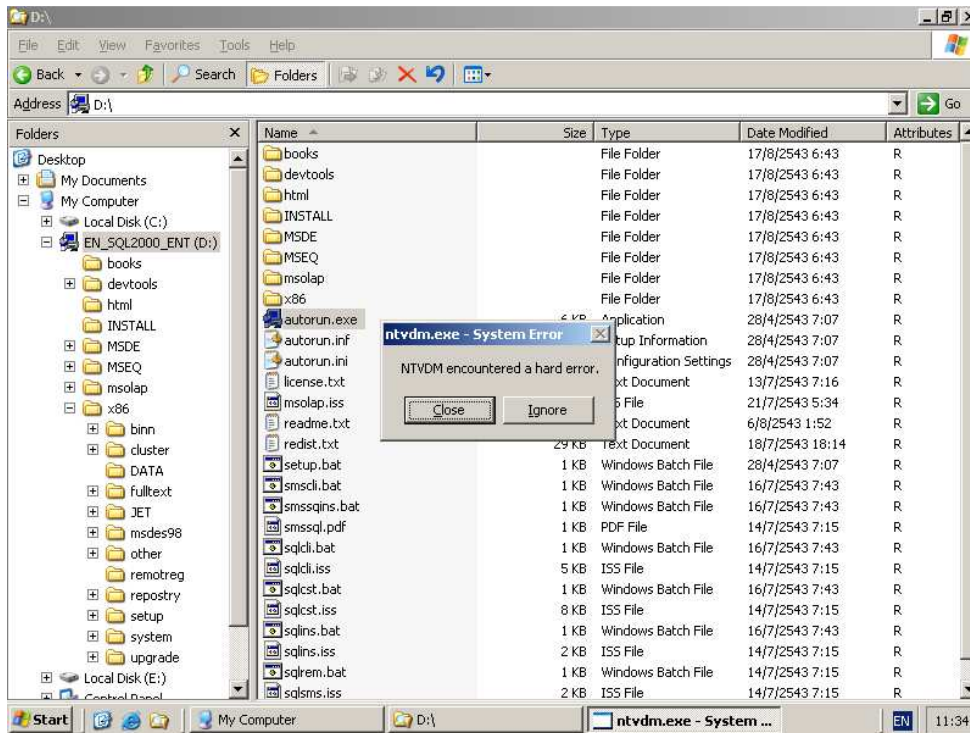 D:\
File Edit View Favorites Tools Help
Back Search Folders
Address D:\ Go
Folders
Desktop
My Documents
My Computer
Local Disk (C:)
EN_SQL2000_ENT (D:)
books
devtools
html
INSTALL
MSDE
MSEQ
msolap
x86
binn
cluster
DATA
fulltext
JET
msdes98
other
remotreg
repostry
setup
system
upgrade
Local Disk (E:)
Control Panel
Name Size Type Date Modified Attributes
books File Folder 17/8/2543 6:43 R
devtools File Folder 17/8/2543 6:43 R
html File Folder 17/8/2543 6:43 R
INSTALL File Folder 17/8/2543 6:43 R
MSDE File Folder 17/8/2543 6:43 R
MSEQ File Folder 17/8/2543 6:43 R
msolap File Folder 17/8/2543 6:43 R
x86 File Folder 17/8/2543 6:43 R
autorun.exe 6 KB Application 28/4/2543 7:07 R
autorun.inf 28/4/2543 7:07 R
autorun.ini Settings 28/4/2543 7:07 R
license.txt Document 13/7/2543 7:16 R
msolap.iss File 21/7/2543 5:34 R
readme.txt Document 6/8/2543 1:52 R
redist.txt 29 KB Text Document 18/7/2543 18:14 R
setup.bat 1 KB Windows Batch File 28/4/2543 7:07 R
smscli.bat 1 KB Windows Batch File 16/7/2543 7:43 R
smssqins.bat 1 KB Windows Batch File 16/7/2543 7:43 R
smssql.pdf 1 KB PDF File 14/7/2543 7:15 R
sqlcli.bat 1 KB Windows Batch File 16/7/2543 7:43 R
sqlcli.iss 5 KB ISS File 14/7/2543 7:15 R
sqlcst.bat 1 KB Windows Batch File 16/7/2543 7:43 R
sqlcst.iss 8 KB ISS File 14/7/2543 7:15 R
sqlins.bat 1 KB Windows Batch File 16/7/2543 7:43 R
sqlins.iss 2 KB ISS File 14/7/2543 7:15 R
sqlrem.bat 1 KB Windows Batch File 14/7/2543 7:15 R
sqlsms.iss 2 KB ISS File 14/7/2543 7:15 R
ntvdm.exe - System Error
NTVDM encountered a hard error.
Close Ignore
Start My Computer D:\ ntvdm.exe - System ... EN 11:34